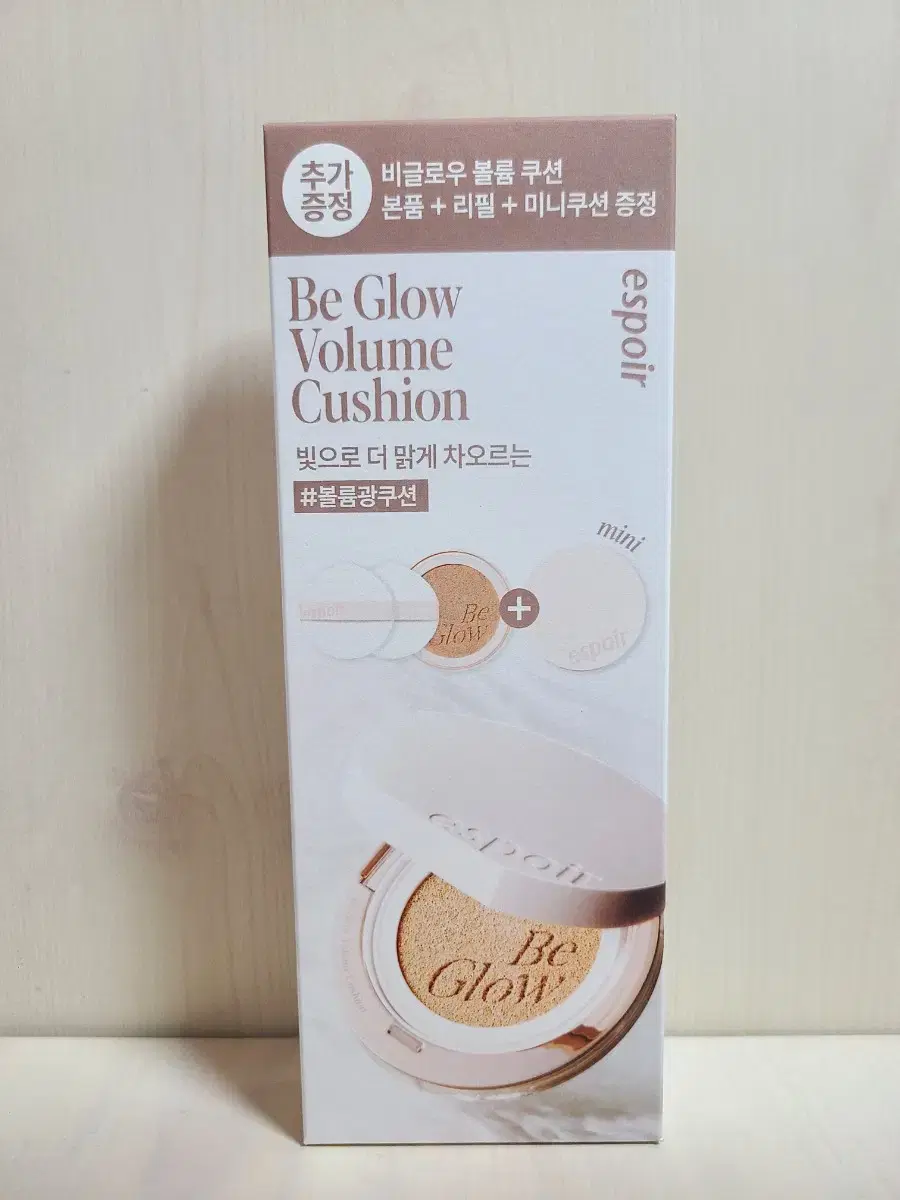 추가
증정
비글로우 볼륨 쿠션
본품 + 리필 + 미니쿠션 증정
espoir
Be Glow
Volume
Cushion
빛으로 더 맑게 차오르는
#볼륨광쿠션
mini
espoir
Be
Glow
+
espoir
espoir
Be
Glow